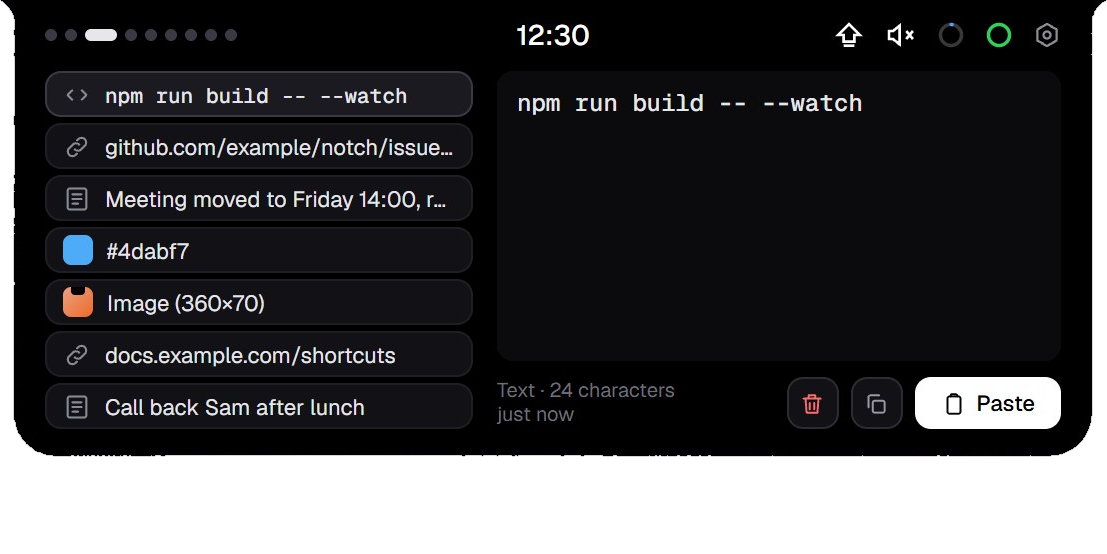 12:30
npm run build -- --watch
github.com/example/notch/issue…
Meeting moved to Friday 14:00, r…
#4dabf7
Image (360×70)
docs.example.com/shortcuts
Call back Sam after lunch
npm run build -- --watch
Text · 24 characters
just now
Paste